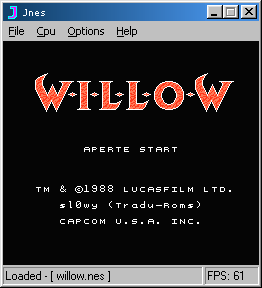 Jnes
File Cpu Options Help
WILLOW
APERTE START
TM & ©1988 LUCASFILM LTD.
sl0wy (Tradu-Roms)
CAPCOM U.S.A. INC.
Loaded - [ willow.nes ] FPS: 61